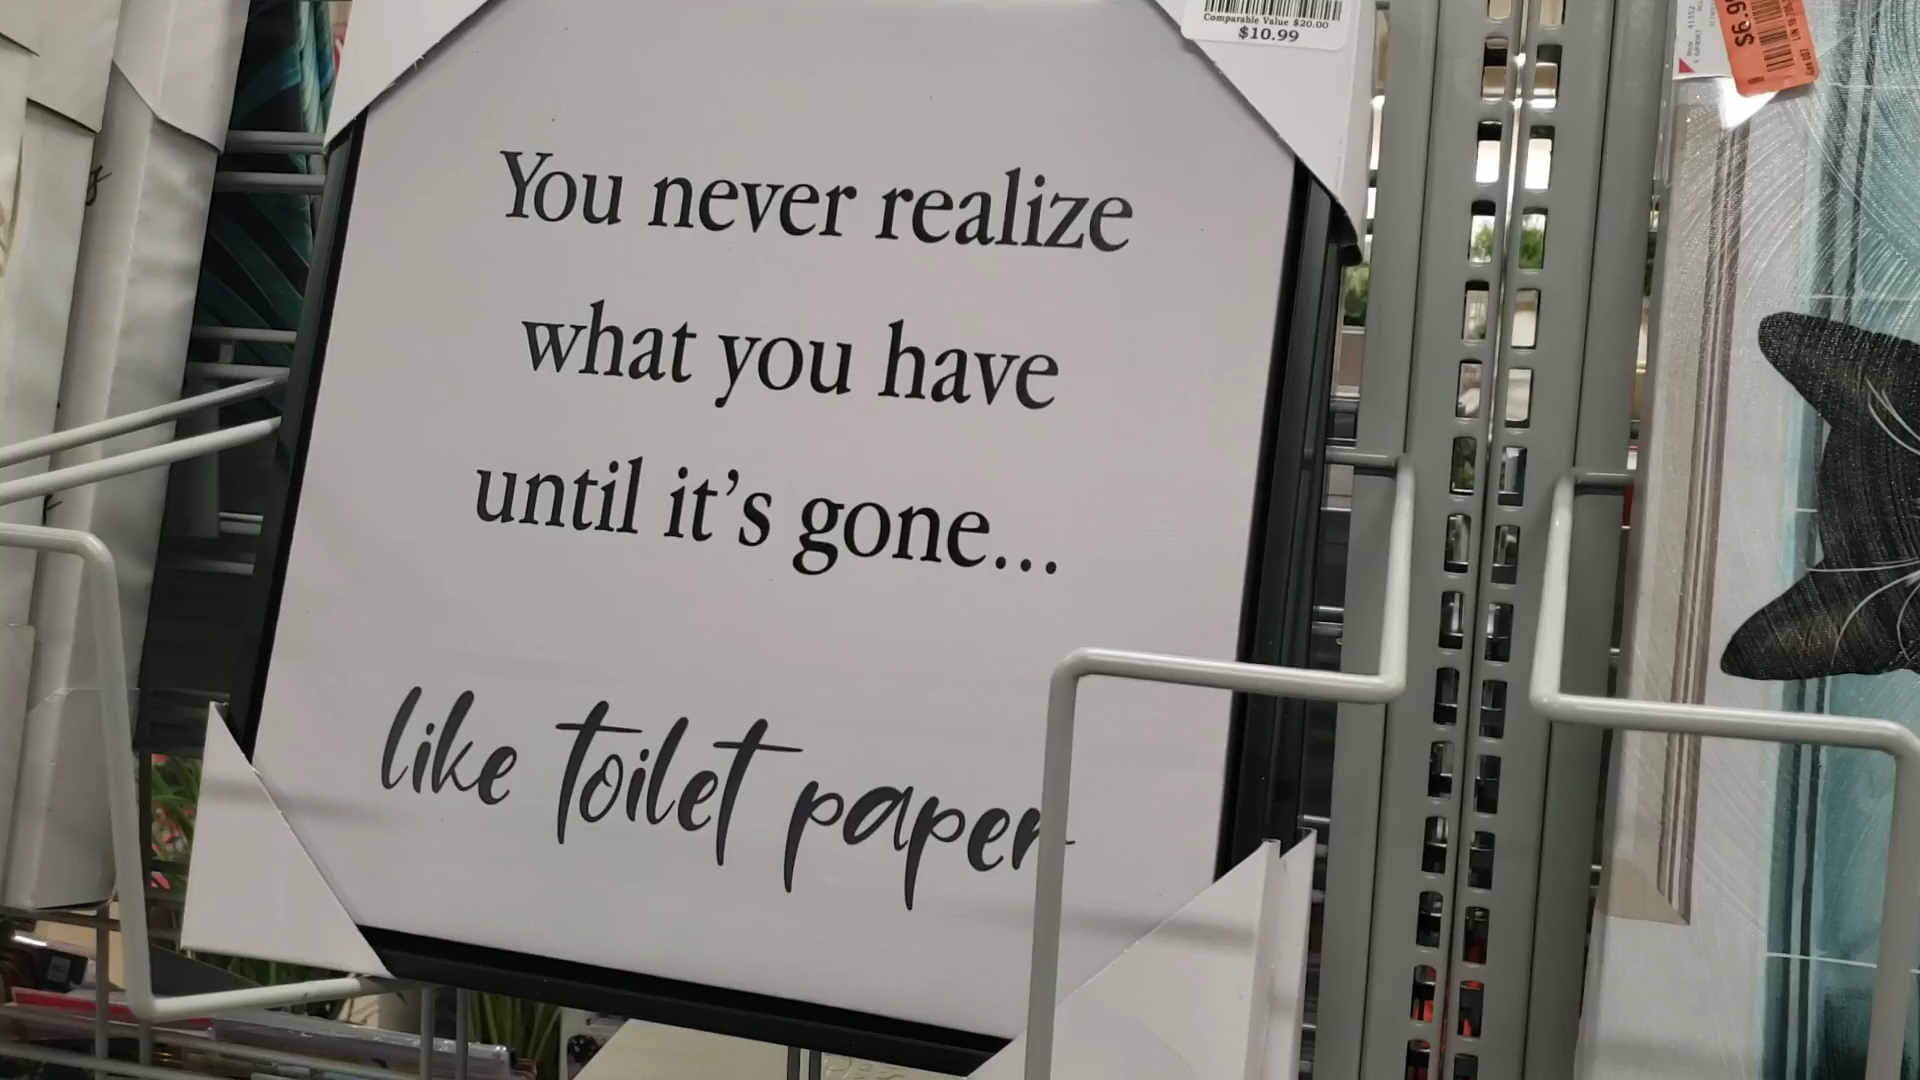 Comparable Value $20.00
$10.99
You never realize
what you have
until it's gone...
like toilet paper